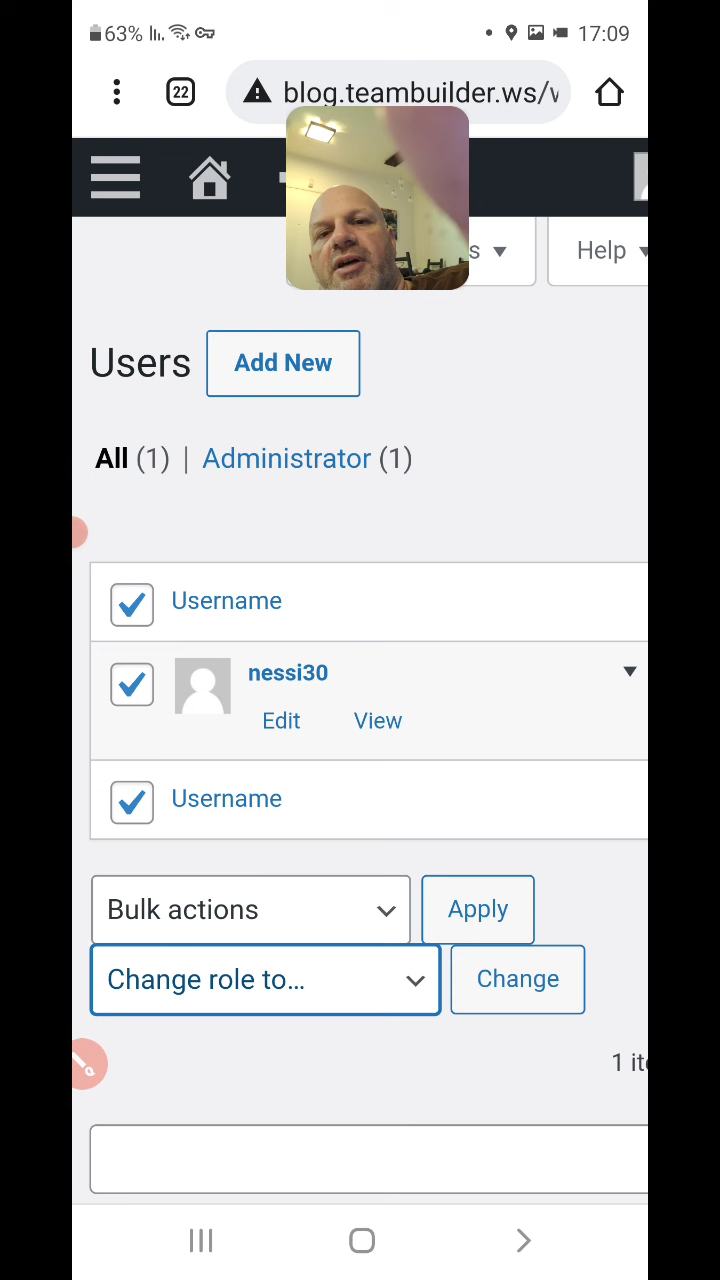 63% 17:09
22 blog.teambuilder.ws/v
s ▼ Help ▼
Users Add New
All (1) | Administrator (1)
Username
nessi30
Edit View
Username
Bulk actions Apply
Change role to... Change
1 ite